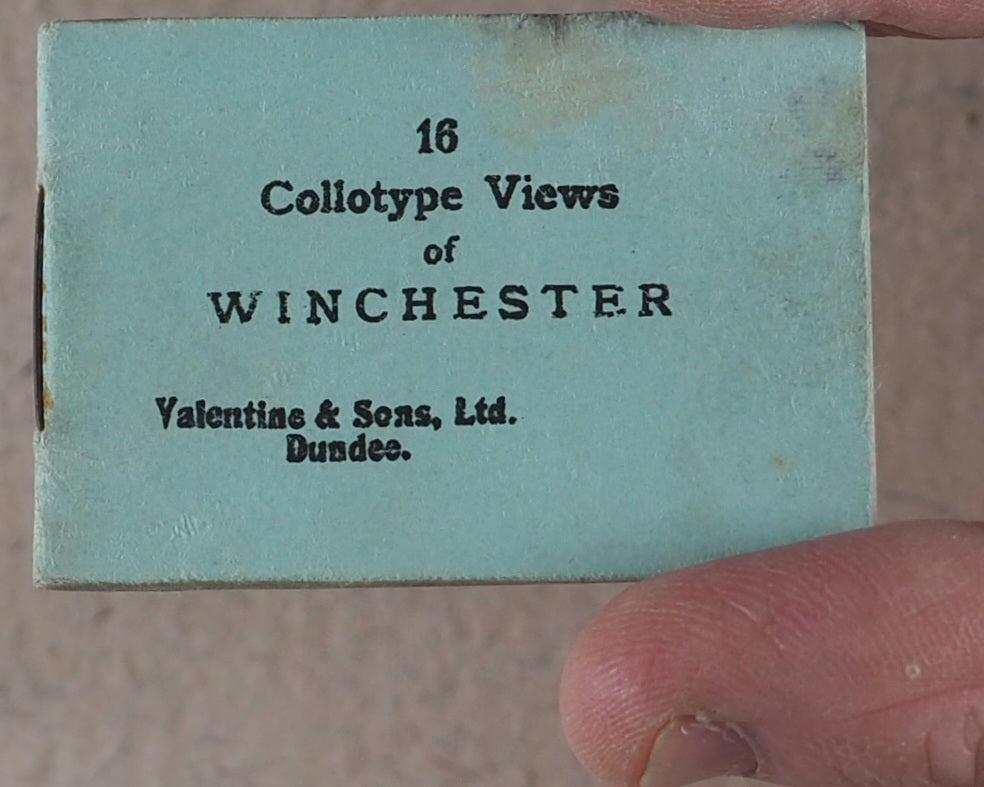 16
Collotype Views
of
WINCHESTER
Valentine & Sons, Ltd.
Dundee.